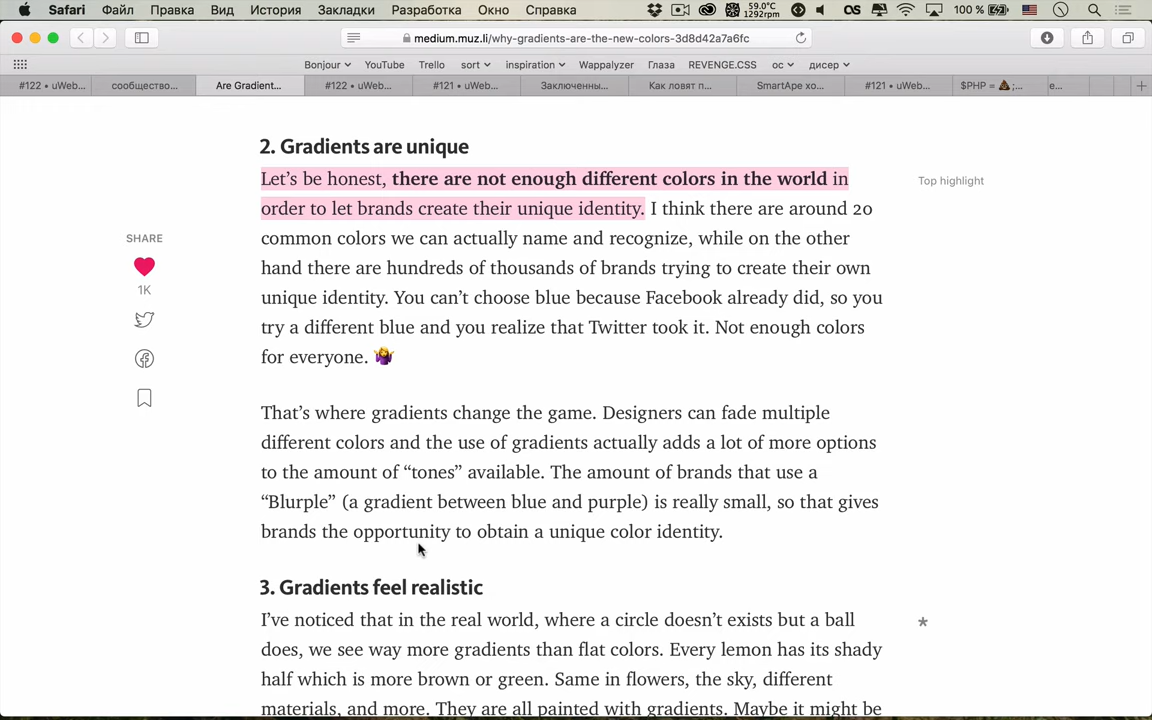 Safari Файл Правка Вид История Закладки Разработка Окно Справка 59.0°C 1292rpm 100 %
medium.muz.li/why-gradients-are-the-new-colors-3d8d42a7a6fc
Bonjour YouTube Trello sort inspiration Wappalyzer Глаза REVENGE.CSS ос дисер
#122 • uWeb... сообщество... Are Gradient... #122 • uWeb... #121 • uWeb... Заключенны... Как ловят п... SmartApe хо... #121 • uWeb... $PHP = 💩 ;... е...
2. Gradients are unique
Let’s be honest, there are not enough different colors in the world in
Top highlight
order to let brands create their unique identity. I think there are around 20
common colors we can actually name and recognize, while on the other
hand there are hundreds of thousands of brands trying to create their own
unique identity. You can’t choose blue because Facebook already did, so you
try a different blue and you realize that Twitter took it. Not enough colors
for everyone. 🤷‍♀️
SHARE
1K
That’s where gradients change the game. Designers can fade multiple
different colors and the use of gradients actually adds a lot of more options
to the amount of “tones” available. The amount of brands that use a
“Blurple” (a gradient between blue and purple) is really small, so that gives
brands the opportunity to obtain a unique color identity.
3. Gradients feel realistic
I’ve noticed that in the real world, where a circle doesn’t exists but a ball
*
does, we see way more gradients than flat colors. Every lemon has its shady
half which is more brown or green. Same in flowers, the sky, different
materials, and more. They are all painted with gradients. Maybe it might be